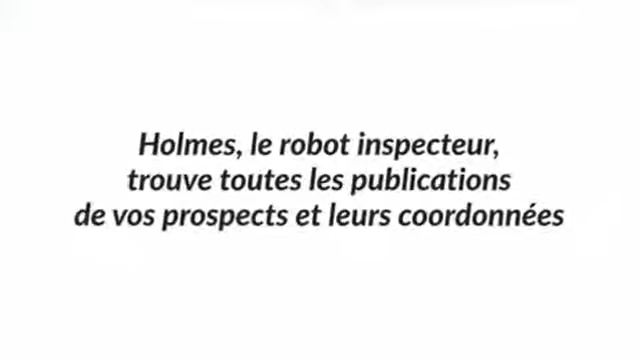 Holmes, le robot inspecteur,
trouve toutes les publications
de vos prospects et leurs coordonnées